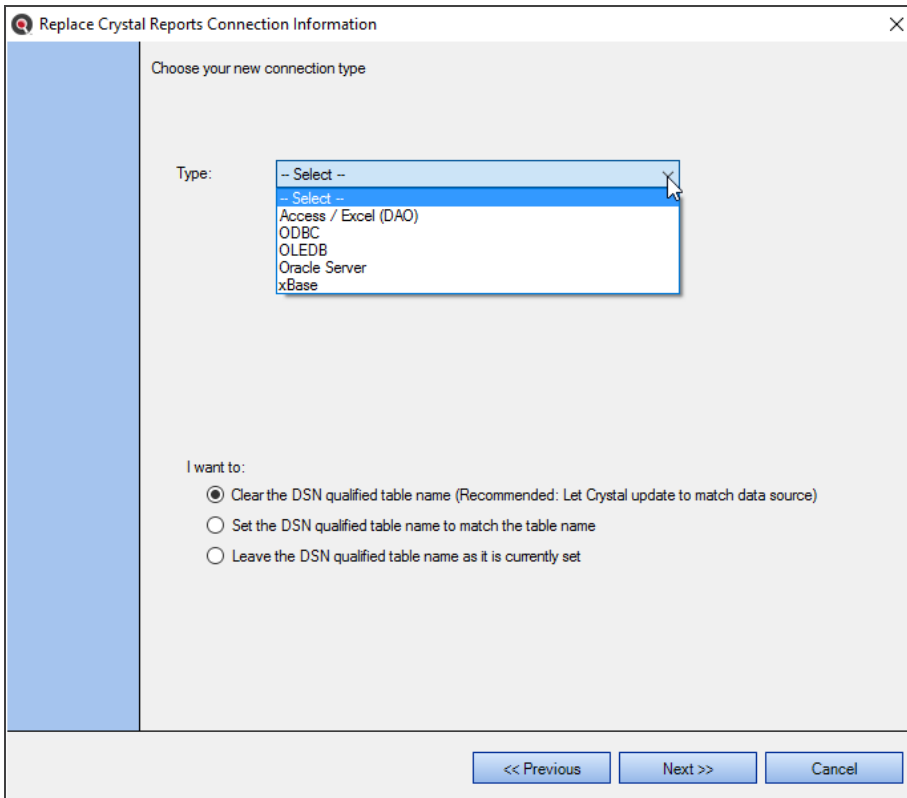 Replace Crystal Reports Connection Information
Choose your new connection type
Type:
-- Select --
-- Select --
Access / Excel (DAO)
ODBC
OLEDB
Oracle Server
xBase
I want to:
Clear the DSN qualified table name (Recommended: Let Crystal update to match data source)
Set the DSN qualified table name to match the table name
Leave the DSN qualified table name as it is currently set
<< Previous
Next >>
Cancel